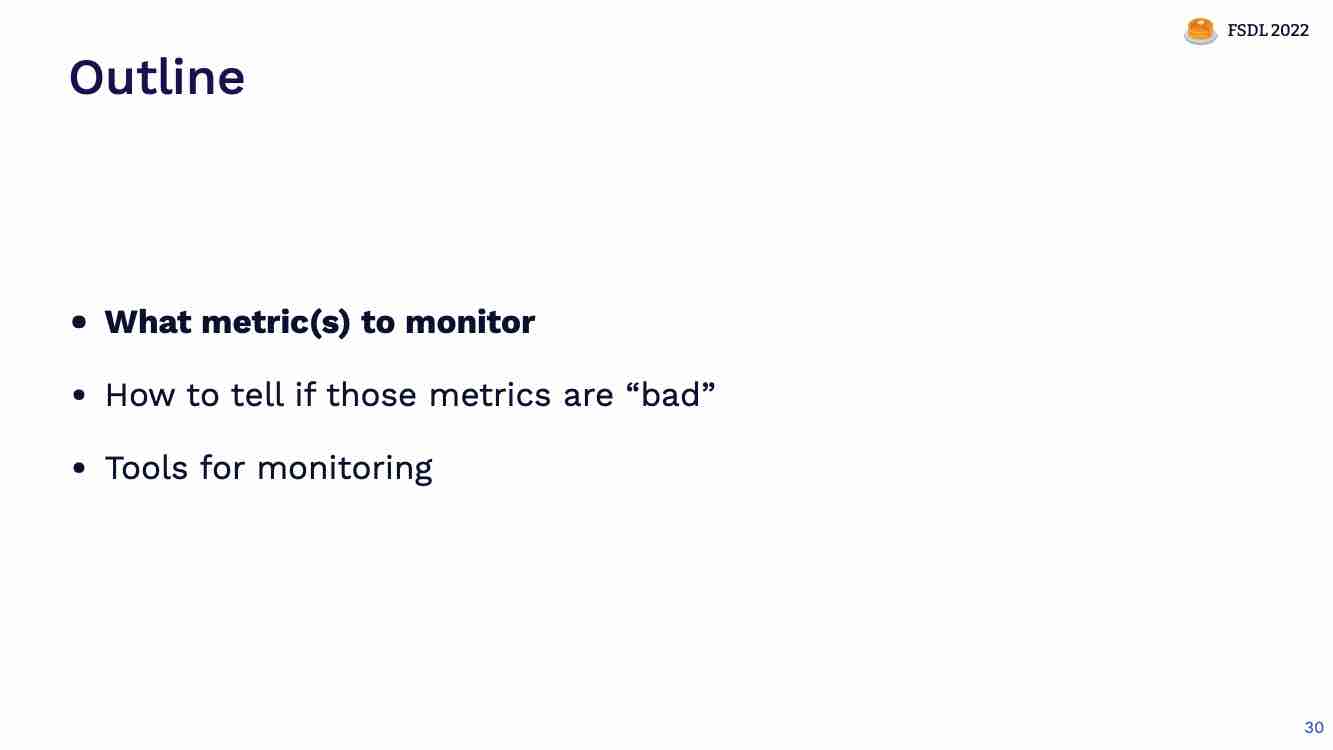 FSDL 2022
Outline
• What metric(s) to monitor
• How to tell if those metrics are “bad”
• Tools for monitoring
30